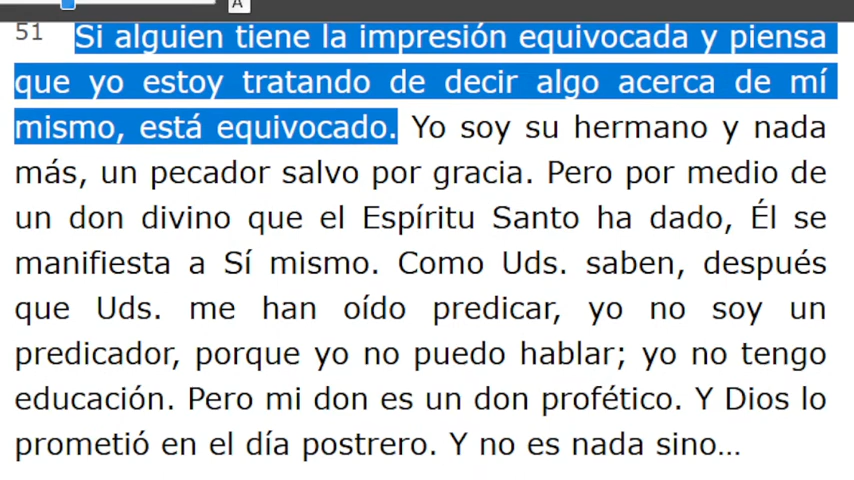 A
51 Si alguien tiene la impresión equivocada y piensa
que yo estoy tratando de decir algo acerca de mí
mismo, está equivocado. Yo soy su hermano y nada
más, un pecador salvo por gracia. Pero por medio de
un don divino que el Espíritu Santo ha dado, Él se
manifiesta a Sí mismo. Como Uds. saben, después
que Uds. me han oído predicar, yo no soy un
predicador, porque yo no puedo hablar; yo no tengo
educación. Pero mi don es un don profético. Y Dios lo
prometió en el día postrero. Y no es nada sino…